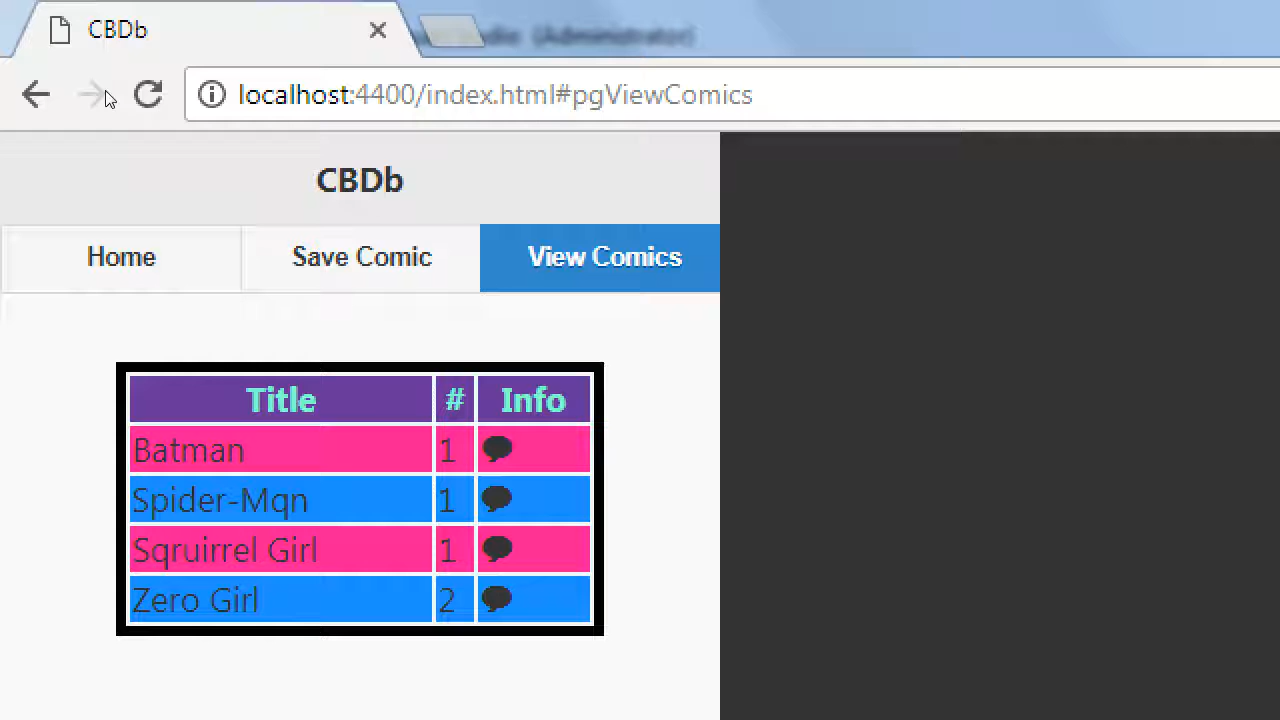 CBDb
(Administrator)
localhost:4400/index.html#pgViewComics
CBDb
Home Save Comic View Comics
Title # Info
Batman 1
Spider-Mqn 1
Sqruirrel Girl 1
Zero Girl 2